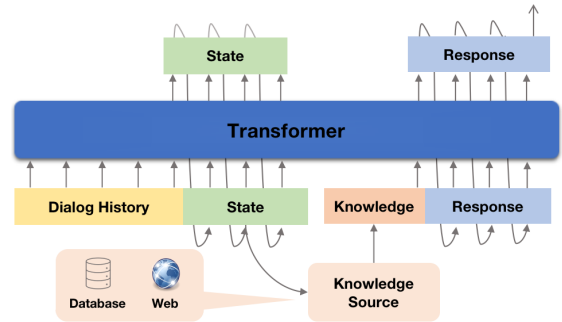 State
Response
Transformer
Dialog History
State
Knowledge
Response
Database
Web
Knowledge
Source